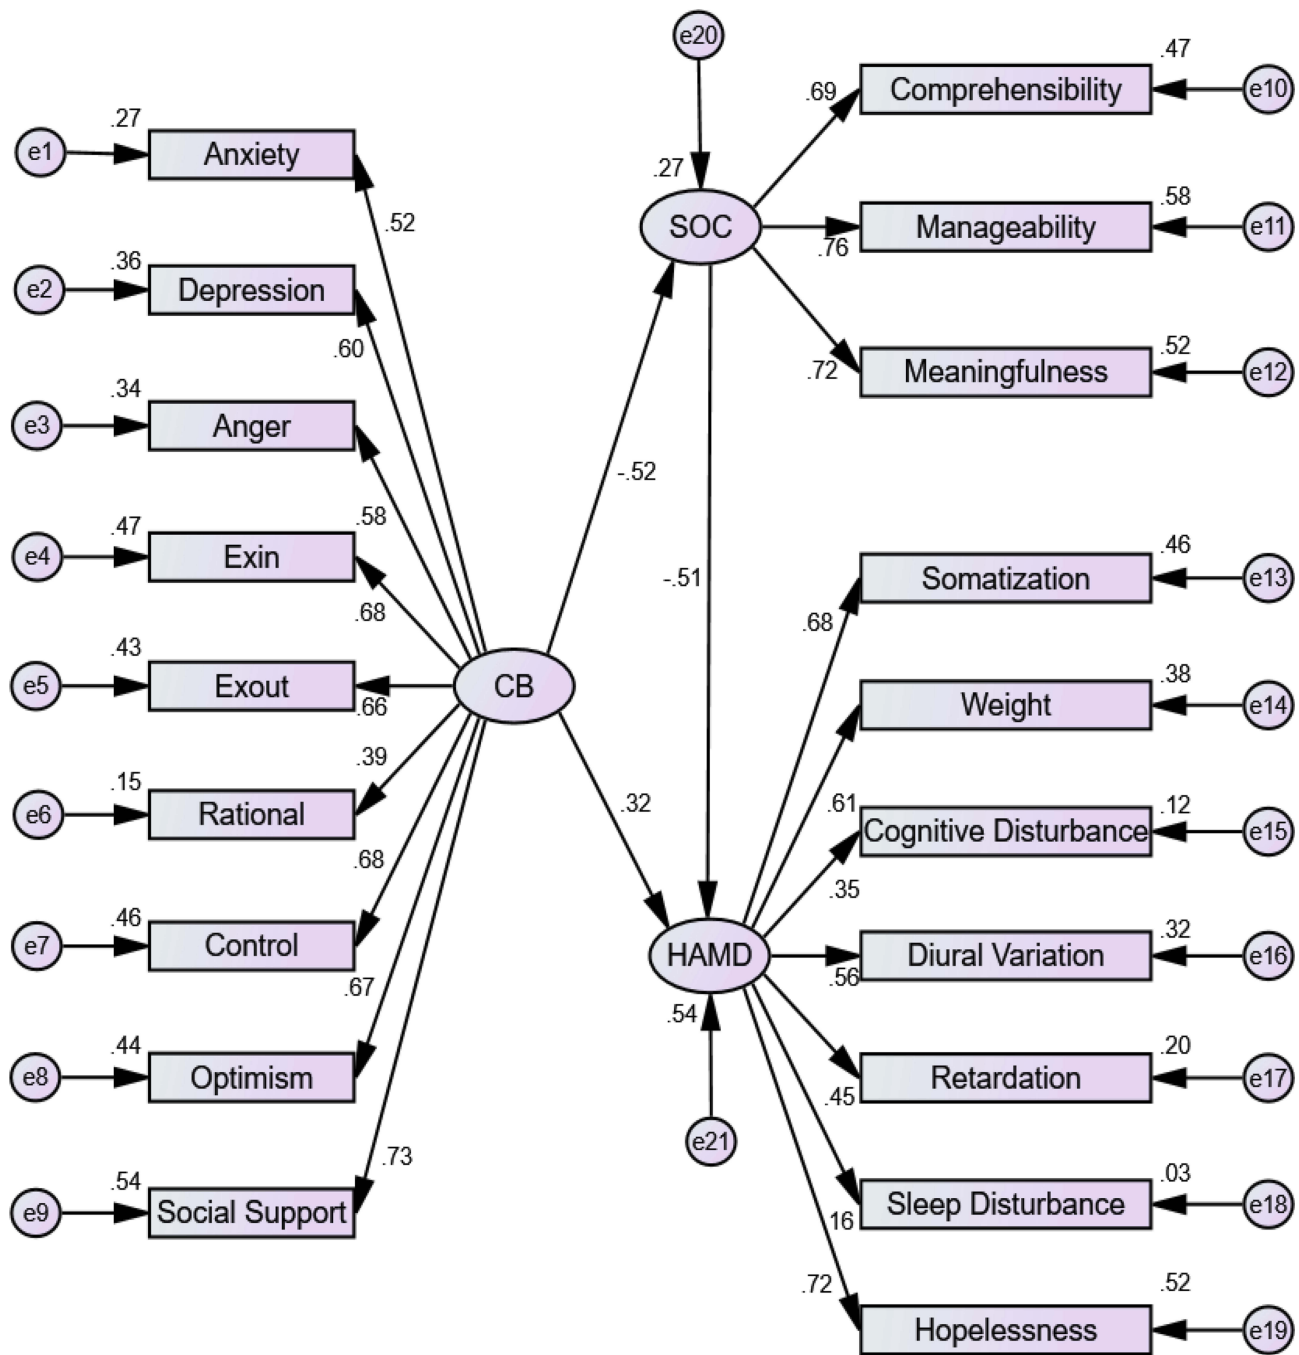 e20
.47
Comprehensibility
e10
.69
.27
e1
Anxiety
.27
SOC
.58
Manageability
e11
.76
.52
.36
e2
Depression
.60
.52
Meaningfulness
e12
.72
.34
e3
Anger
-.52
.58
.47
e4
Exin
.68
-.51
.46
Somatization
e13
.68
.43
e5
Exout
.66
CB
.38
Weight
e14
.61
.39
.15
e6
Rational
.32
.12
Cognitive Disturbance
e15
.35
.68
.46
e7
Control
.67
HAMD
.54
.32
Diural Variation
e16
.56
.44
e8
Optimism
.20
Retardation
e17
.45
e21
.73
.54
e9
Social Support
.03
Sleep Disturbance
e18
16
.72
.52
Hopelessness
e19